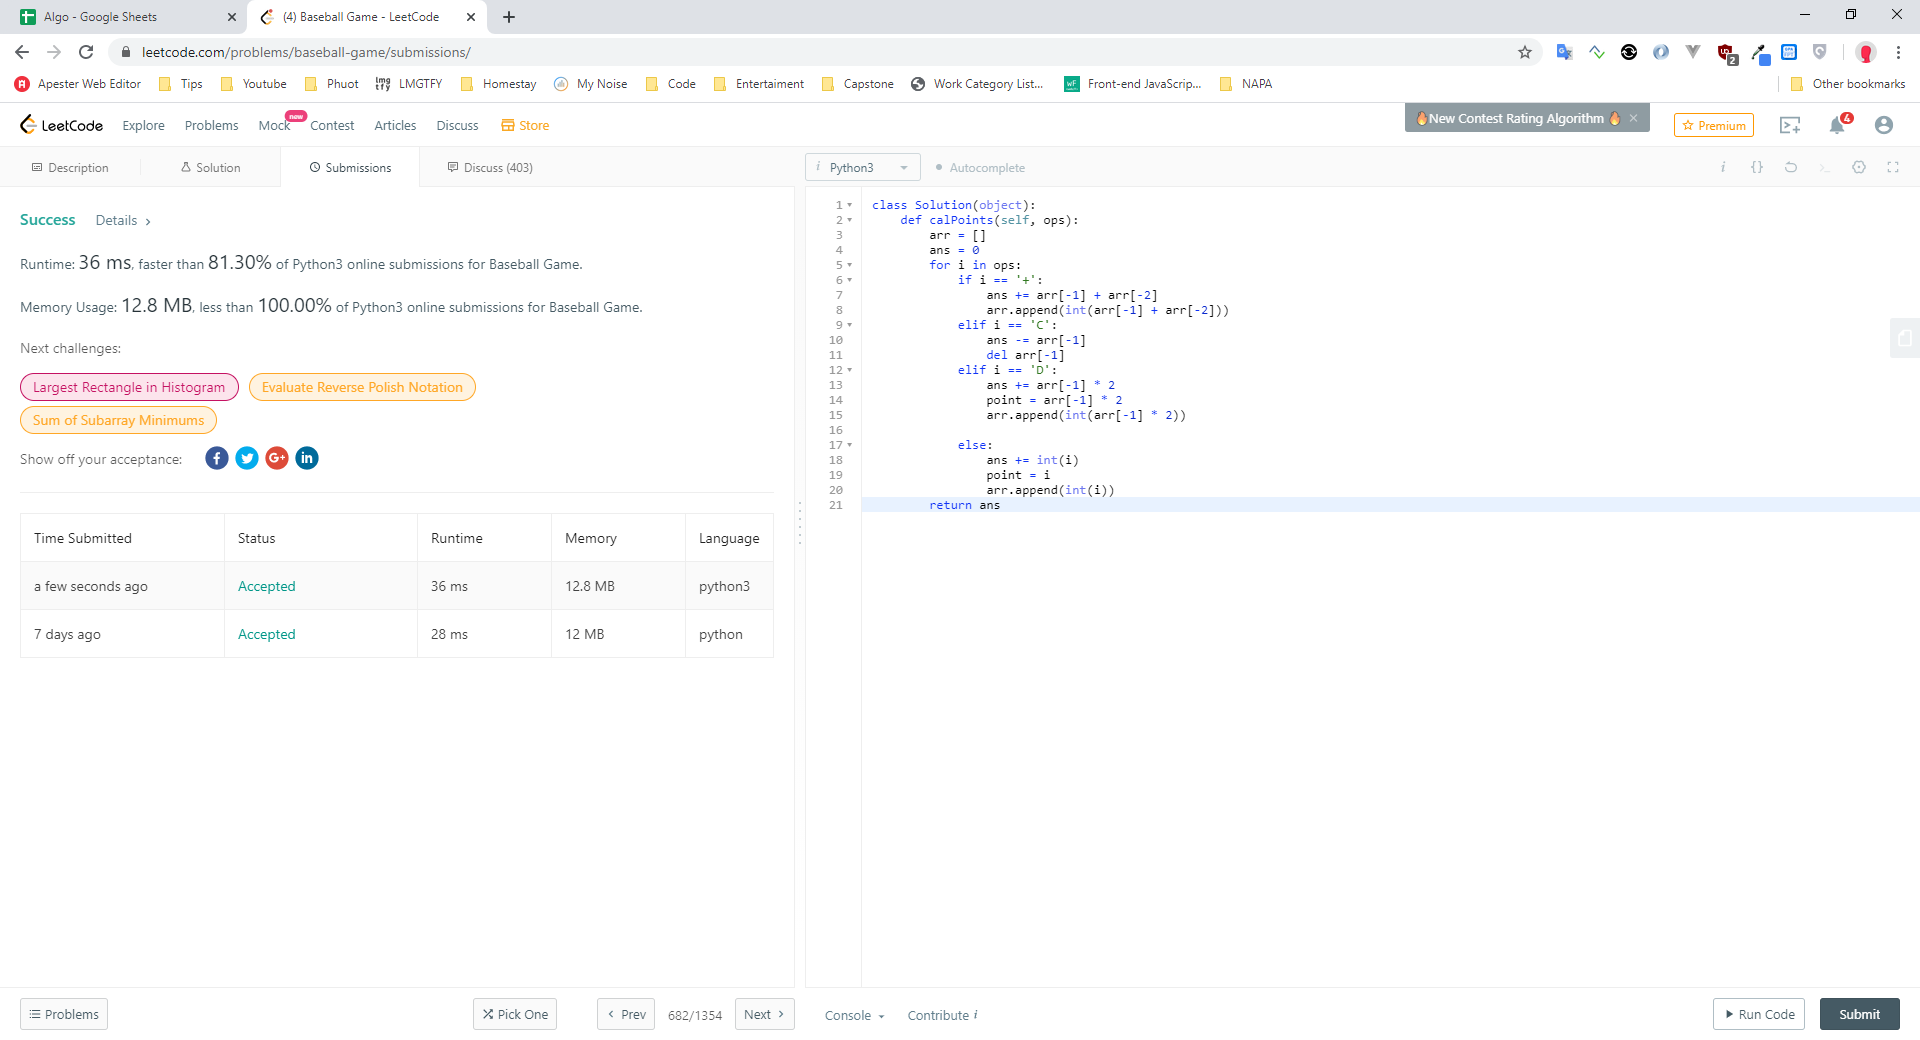 Algo - Google Sheets
(4) Baseball Game - LeetCode
leetcode.com/problems/baseball-game/submissions/
2
Apester Web Editor
Tips
Youtube
Phuot
LMGTFY
Homestay
My Noise
Code
Entertaiment
Capstone
Work Category List...
Front-end JavaScrip...
NAPA
Other bookmarks
LeetCode
Explore
Problems
Mock
new
Contest
Articles
Discuss
Store
🔥New Contest Rating Algorithm 🔥
Premium
4
Description
Solution
Submissions
Discuss (403)
i Python3
Autocomplete
Success
Details
Runtime: 36 ms, faster than 81.30% of Python3 online submissions for Baseball Game.
Memory Usage: 12.8 MB, less than 100.00% of Python3 online submissions for Baseball Game.
Next challenges:
Largest Rectangle in Histogram
Evaluate Reverse Polish Notation
Sum of Subarray Minimums
Show off your acceptance:
Time Submitted Status Runtime Memory Language
a few seconds ago Accepted 36 ms 12.8 MB python3
7 days ago Accepted 28 ms 12 MB python
1 class Solution(object):
2     def calPoints(self, ops):
3         arr = []
4         ans = 0
5         for i in ops:
6             if i == '+':
7                 ans += arr[-1] + arr[-2]
8                 arr.append(int(arr[-1] + arr[-2]))
9             elif i == 'C':
10                 ans -= arr[-1]
11                 del arr[-1]
12             elif i == 'D':
13                 ans += arr[-1] * 2
14                 point = arr[-1] * 2
15                 arr.append(int(arr[-1] * 2))
16
17             else:
18                 ans += int(i)
19                 point = i
20                 arr.append(int(i))
21         return ans
Problems
Pick One
Prev
682/1354
Next
Console
Contribute i
Run Code
Submit